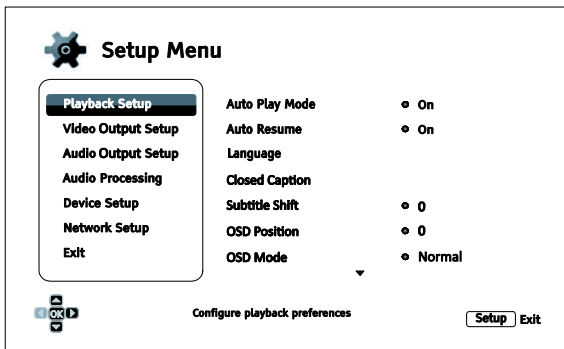 Setup Menu
Playback Setup
Video Output Setup
Audio Output Setup
Audio Processing
Device Setup
Network Setup
Exit
Auto Play Mode On
Auto Resume On
Language
Closed Caption
Subtitle Shift 0
OSD Position 0
OSD Mode Normal
OK
Configure playback preferences
Setup Exit